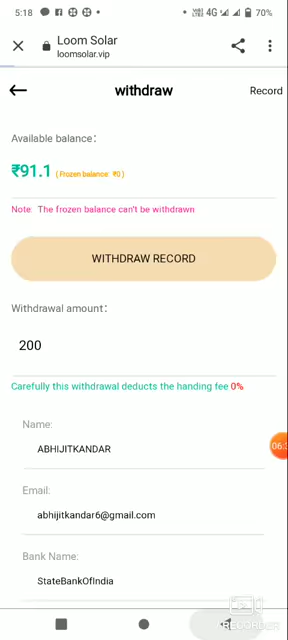 5:18 4G 70%
Loom Solar
loomsolar.vip
withdraw Record
Available balance:
₹91.1 ( Frozen balance: ₹0 )
Note: The frozen balance can't be withdrawn
WITHDRAW RECORD
Withdrawal amount:
200
Carefully this withdrawal deducts the handing fee 0%
Name:
ABHIJITKANDAR
Email:
abhijitkandar6@gmail.com
Bank Name:
StateBankOfIndia
RECORDER